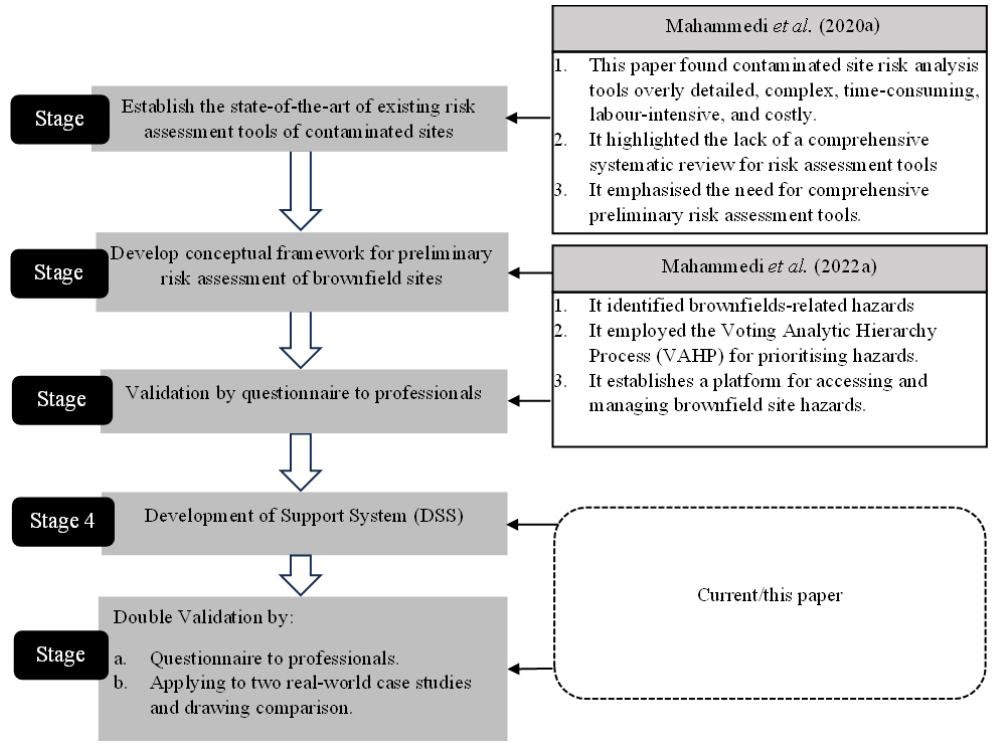 Mahammedi et al. (2020a)
1. This paper found contaminated site risk analysis
tools overly detailed, complex, time-consuming,
labour-intensive, and costly.
2. It highlighted the lack of a comprehensive
systematic review for risk assessment tools
3. It emphasised the need for comprehensive
preliminary risk assessment tools.
Stage
Establish the state-of-the-art of existing risk
assessment tools of contaminated sites
Stage
Develop conceptual framework for preliminary
risk assessment of brownfield sites
Mahammedi et al. (2022a)
1. It identified brownfields-related hazards
2. It employed the Voting Analytic Hierarchy
Process (VAHP) for prioritising hazards.
3. It establishes a platform for accessing and
managing brownfield site hazards.
Stage
Validation by questionnaire to professionals
Stage 4
Development of Support System (DSS)
Current/this paper
Stage
Double Validation by:
a. Questionnaire to professionals.
b. Applying to two real-world case studies
and drawing comparison.